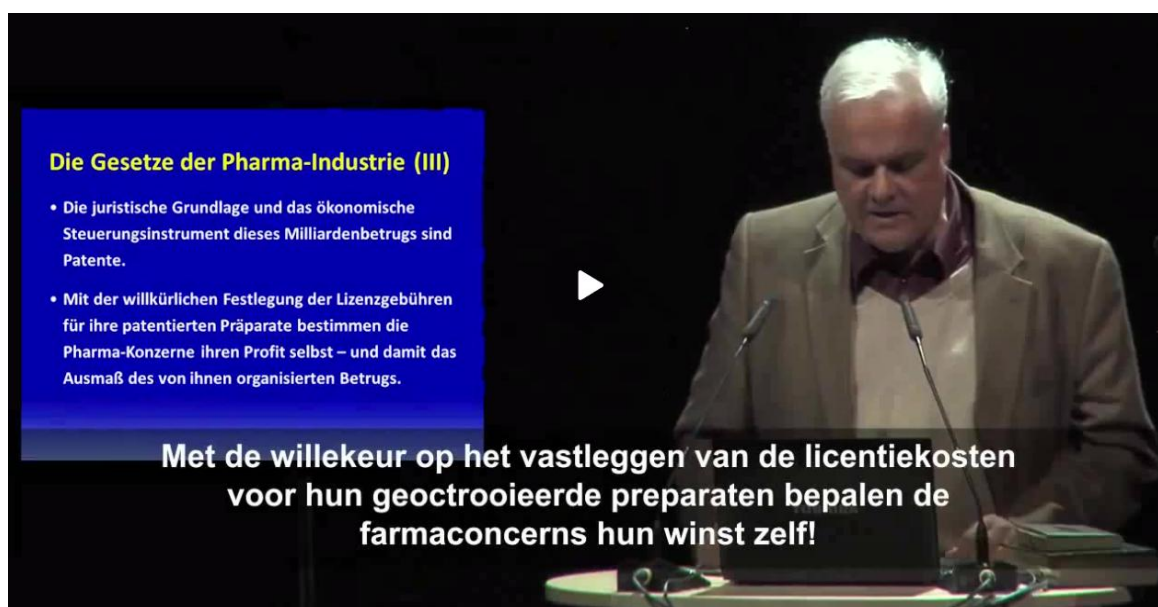 Die Gesetze der Pharma-Industrie (III)
• Die juristische Grundlage und das ökonomische
Steuerungsinstrument dieses Milliardenbetrugs sind
Patente.
• Mit der willkürlichen Festlegung der Lizenzgebühren
für ihre patentierten Präparate bestimmen die
Pharma-Konzerne ihren Profit selbst – und damit das
Ausmaß des von ihnen organisierten Betrugs.
Met de willekeur op het vastleggen van de licentiekosten
voor hun geoctrooieerde preparaten bepalen de
farmaconcerns hun winst zelf!